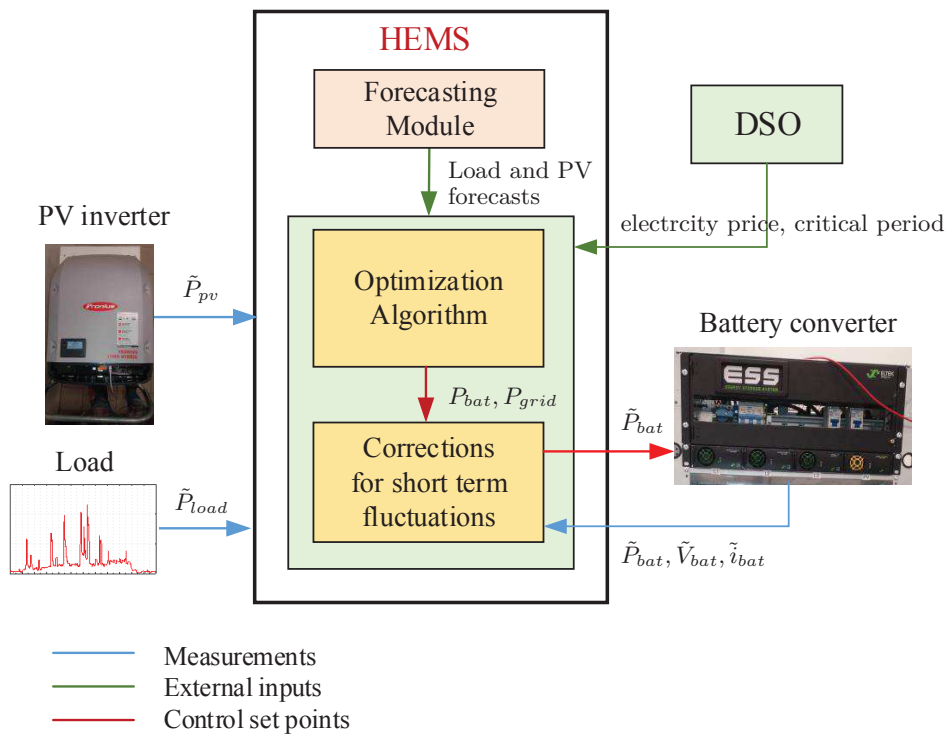 HEMS
Forecasting
Module
DSO
Load and PV
forecasts
PV inverter
electrcity price, critical period
Optimization
Algorithm
P̃_pv
Fronius
Battery converter
ESS
ELTEK
P_bat, P_grid
P̃_bat
Load
Corrections
for short term
fluctuations
P̃_load
P̃_bat, Ṽ_bat, ĩ_bat
Measurements
External inputs
Control set points